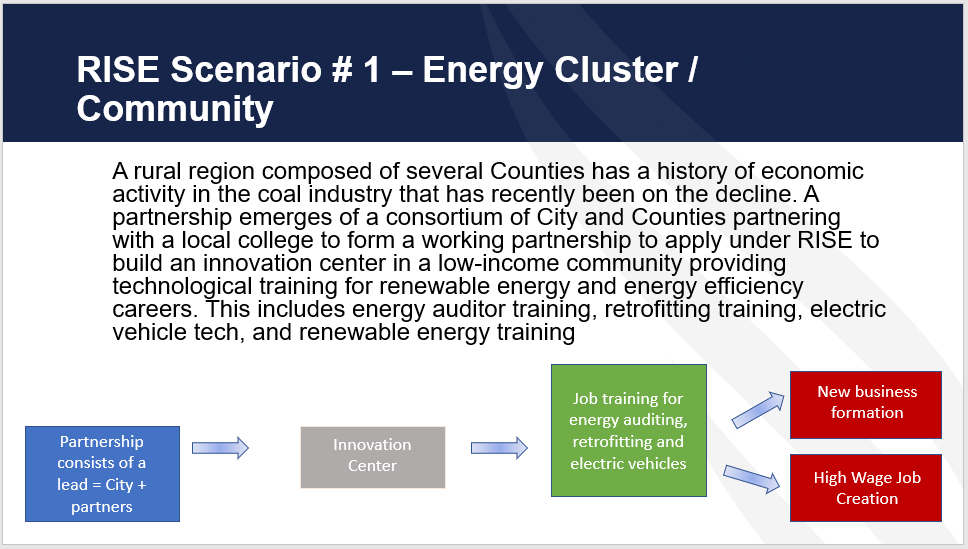 RISE Scenario # 1 – Energy Cluster /
Community
A rural region composed of several Counties has a history of economic
activity in the coal industry that has recently been on the decline. A
partnership emerges of a consortium of City and Counties partnering
with a local college to form a working partnership to apply under RISE to
build an innovation center in a low-income community providing
technological training for renewable energy and energy efficiency
careers. This includes energy auditor training, retrofitting training, electric
vehicle tech, and renewable energy training
Partnership
consists of a
lead = City +
partners
Innovation
Center
Job training for
energy auditing,
retrofitting and
electric vehicles
New business
formation
High Wage Job
Creation